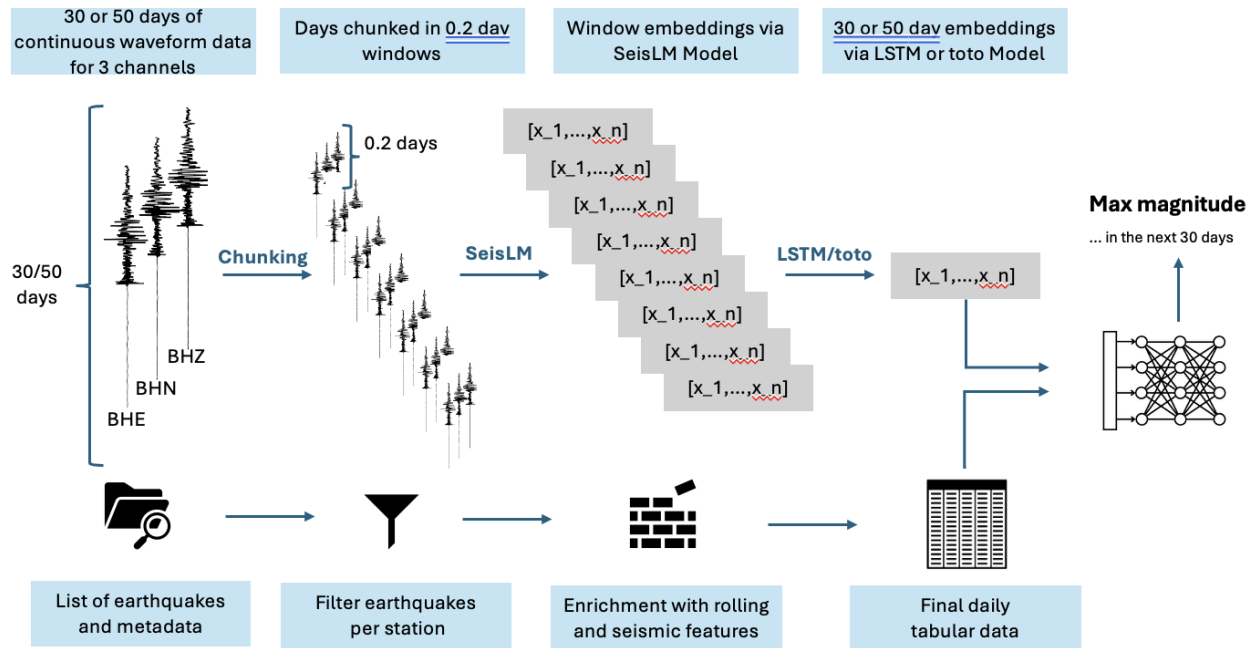 30 or 50 days of
continuous waveform data
for 3 channels
Days chunked in 0.2 day
windows
Window embeddings via
SeisLM Model
30 or 50 day embeddings
via LSTM or toto Model
30/50
days
BHE
BHN
BHZ
Chunking
0.2 days
SeisLM
[x_1,...,x_n]
[x_1,...,x_n]
[x_1,...,x_n]
[x_1,...,x_n]
[x_1,...,x_n]
[x_1,...,x_n]
[x_1,...,x_n]
[x_1,...,x_n]
LSTM/toto
[x_1,...,x_n]
Max magnitude
... in the next 30 days
List of earthquakes
and metadata
Filter earthquakes
per station
Enrichment with rolling
and seismic features
Final daily
tabular data